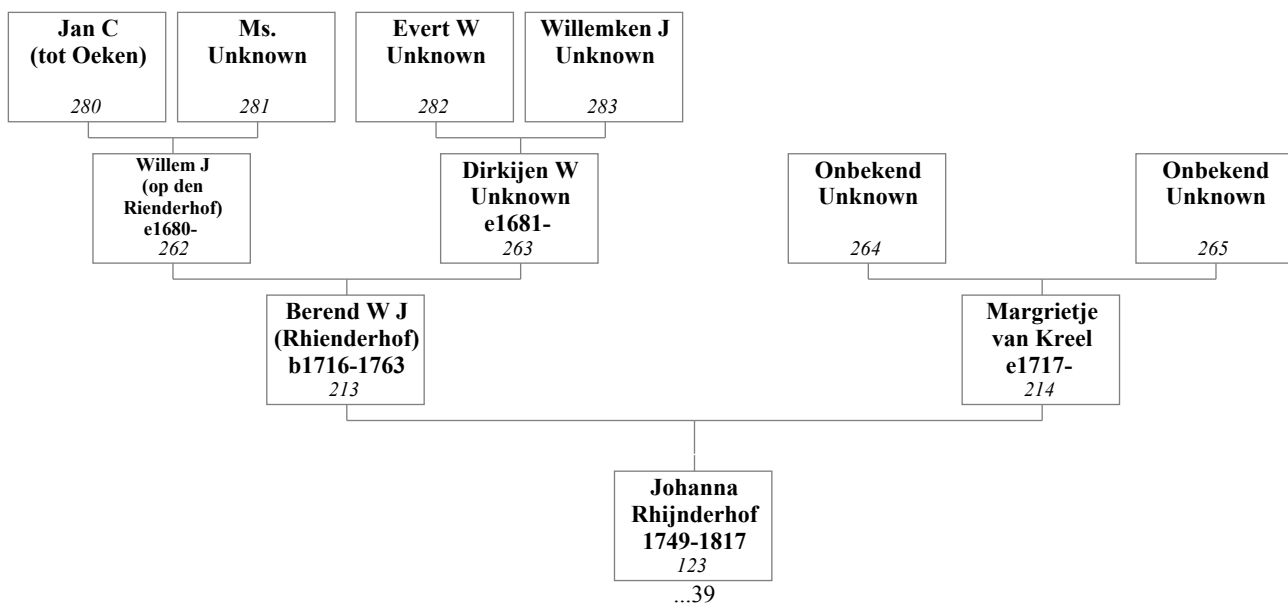 Jan C
(tot Oeken)
280
Ms.
Unknown
281
Evert W
Unknown
282
Willemken J
Unknown
283
Willem J
(op den
Rienderhof)
e1680-
262
Dirkijen W
Unknown
e1681-
263
Onbekend
Unknown
264
Onbekend
Unknown
265
Berend W J
(Rhienderhof)
b1716-1763
213
Margrietje
van Kreel
e1717-
214
Johanna
Rhijnderhof
1749-1817
123
...39